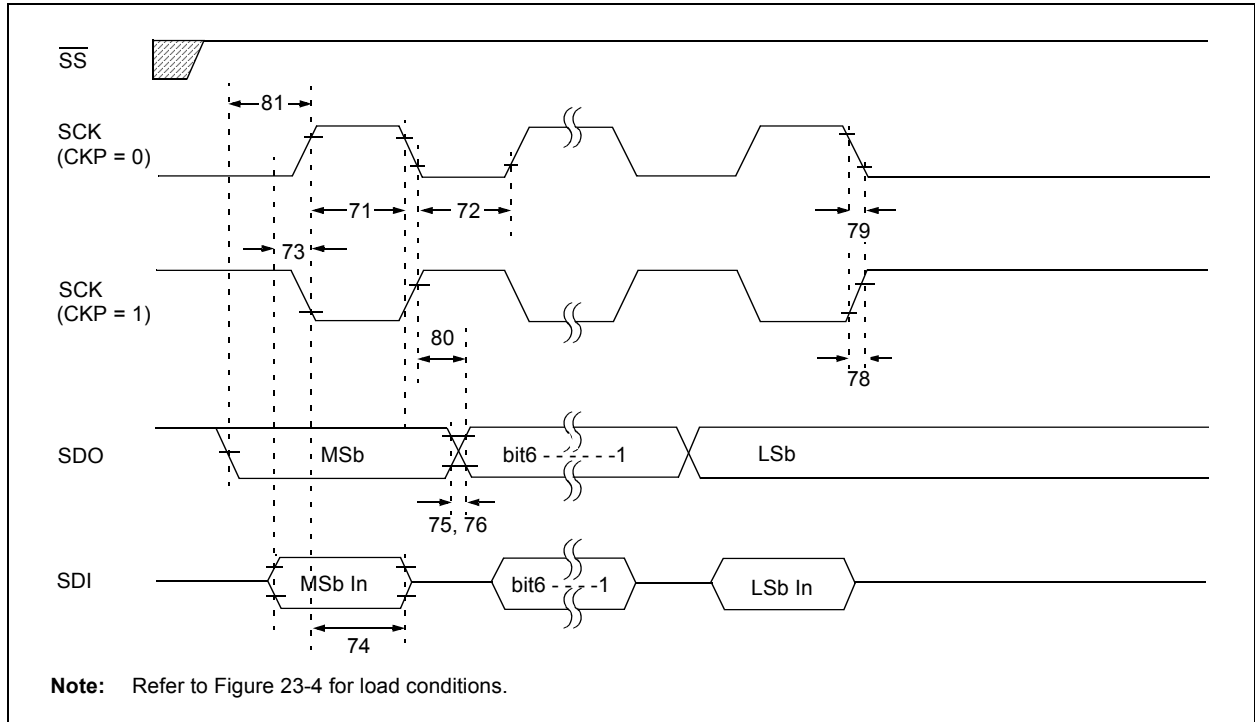 SS
81
SCK
(CKP = 0)
71
72
79
73
SCK
(CKP = 1)
80
78
SDO
MSb
bit6 - - - - - -1
LSb
75, 76
SDI
MSb In
bit6 - - - - -1
LSb In
74
Note: Refer to Figure 23-4 for load conditions.